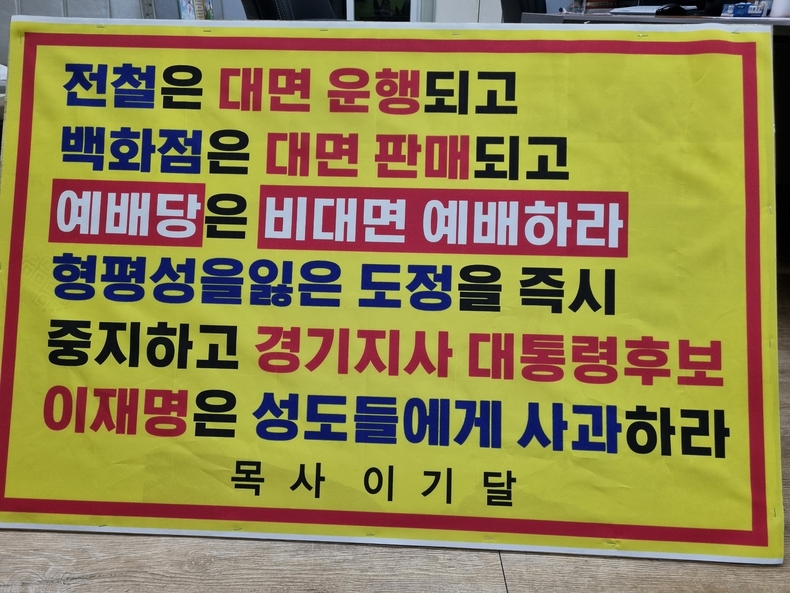 전철은 대면 운행되고
백화점은 대면 판매되고
예배당은 비대면 예배하라
형평성을잃은 도정을 즉시
중지하고 경기지사 대통령후보
이재명은 성도들에게 사과하라
목사 이기달